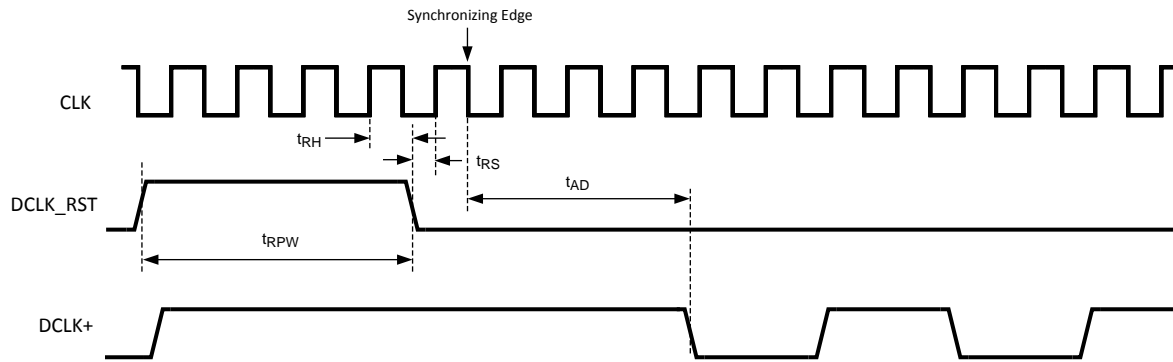 Synchronizing Edge
CLK
tRH
tRS
tAD
DCLK_RST
tRPW
DCLK+